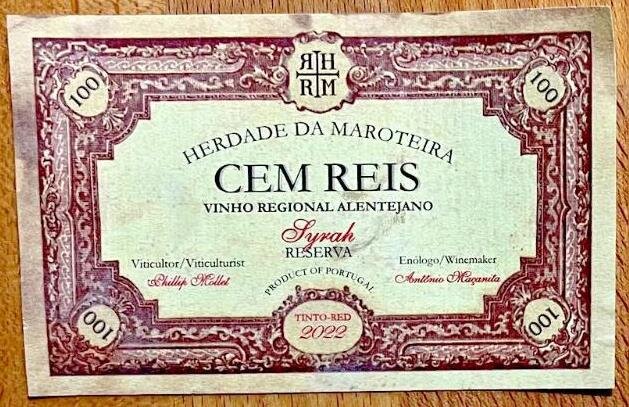 RH
RM
100
100
HERDADE DA MAROTEIRA
CEM REIS
VINHO REGIONAL ALENTEJANO
Syrah
RESERVA
Viticultor/Viticulturist
Phillip Mollet
Enólogo/Winemaker
António Maçanita
PRODUCT OF PORTUGAL
TINTO-RED
2022
100
100